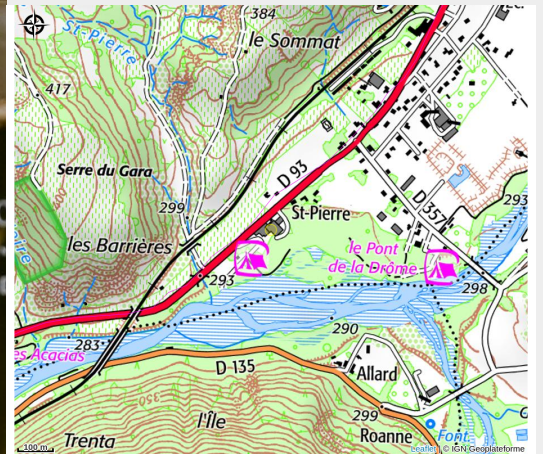 384
St-Pierre
le Sommat
417
Serre du Gara
D 93
299
St-Pierre
D 357
293
les Barrières
le Pont
de la Drôme
293
298
290
283
es Acacias
D 135
Allard
350
l'Île
299
Trenta
Roanne
Font.
100 m
Leaflet | © IGN-Geoplateforme